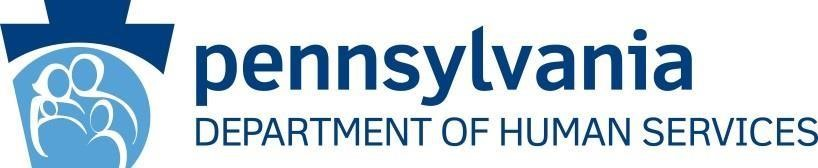 pennsylvania
DEPARTMENT OF HUMAN SERVICES